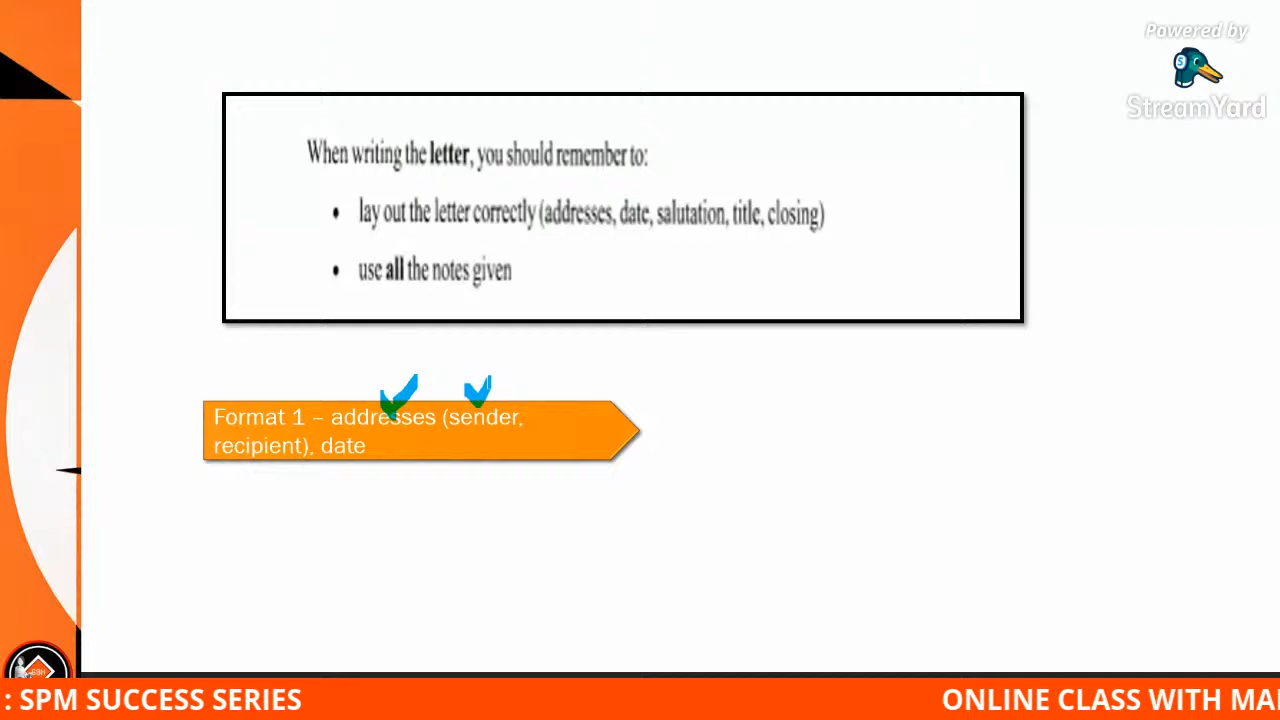 Powered by
StreamYard
When writing the letter, you should remember to:
• lay out the letter correctly (addresses, date, salutation, title, closing)
• use all the notes given
Format 1 – addresses (sender,
recipient), date
: SPM SUCCESS SERIES
ONLINE CLASS WITH